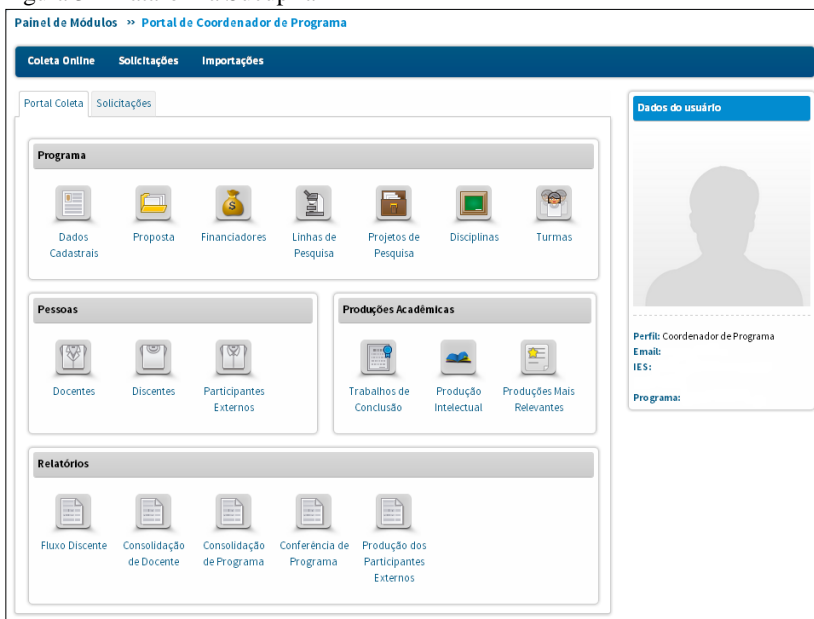 Painel de Módulos >> Portal de Coordenador de Programa
Coleta Online Solicitações Importações
Portal Coleta Solicitações
Programa
Dados Cadastrais
Proposta
Financiadores
Linhas de Pesquisa
Projetos de Pesquisa
Disciplinas
Turmas
Pessoas
Docentes
Discentes
Participantes Externos
Produções Acadêmicas
Trabalhos de Conclusão
Produção Intelectual
Produções Mais Relevantes
Relatórios
Fluxo Discente
Consolidação de Docente
Consolidação de Programa
Conferência de Programa
Produção dos Participantes Externos
Dados do usuário
Perfil: Coordenador de Programa
Email:
IES:
Programa: